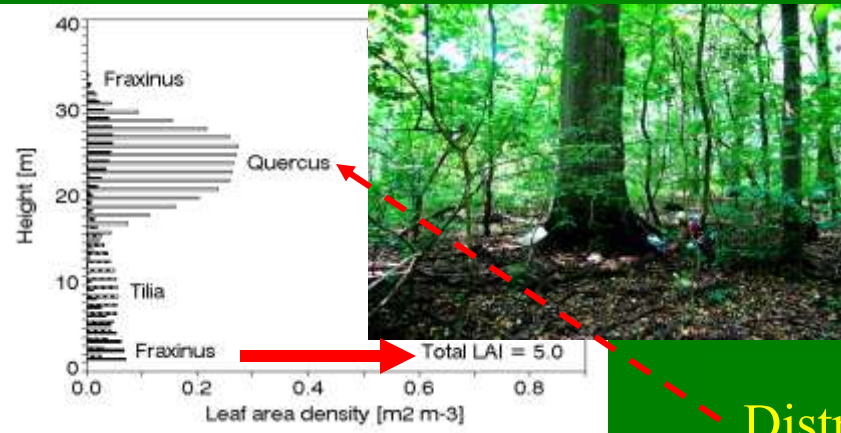 40
Fraxinus
30
Quercus
20
Height [m]
10
Tilia
Fraxinus
Total LAI = 5.0
0
0.0 0.2 0.4 0.6 0.8
Leaf area density [m2 m-3]